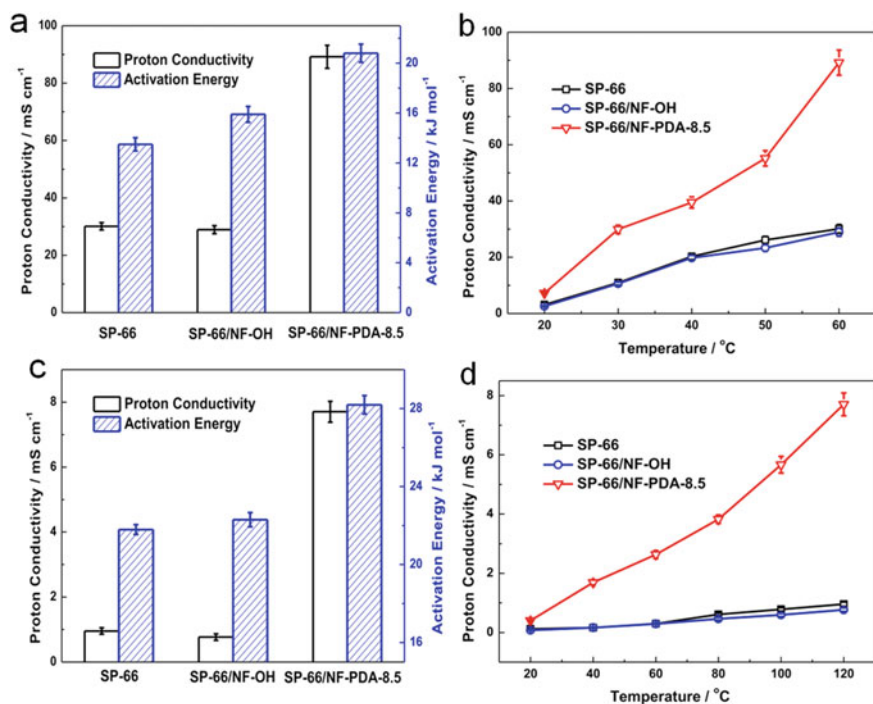 a
100
80
60
40
20
0
Proton Conductivity / mS cm⁻¹
Proton Conductivity
Activation Energy
20
16
12
8
4
0
Activation Energy / kJ mol⁻¹
SP-66
SP-66/NF-OH
SP-66/NF-PDA-8.5
b
100
80
60
40
20
0
Proton Conductivity / mS cm⁻¹
SP-66
SP-66/NF-OH
SP-66/NF-PDA-8.5
20 30 40 50 60
Temperature / °C
c
8
6
4
2
0
Proton Conductivity / mS cm⁻¹
Proton Conductivity
Activation Energy
28
25
22
19
16
Activation Energy / kJ mol⁻¹
SP-66
SP-66/NF-OH
SP-66/NF-PDA-8.5
d
8
6
4
2
0
Proton Conductivity / mS cm⁻¹
SP-66
SP-66/NF-OH
SP-66/NF-PDA-8.5
20 40 60 80 100 120
Temperature / °C